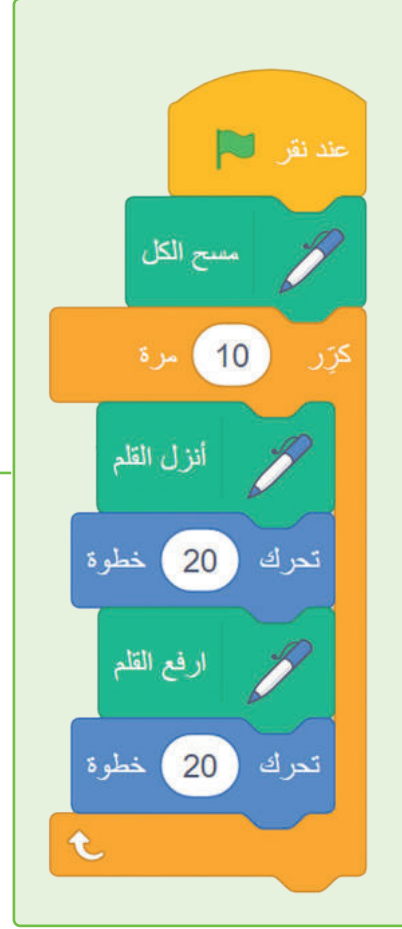 عند نقر
مسح الكل
كرّر 10 مرة
أنزل القلم
تحرك 20 خطوة
ارفع القلم
تحرك 20 خطوة